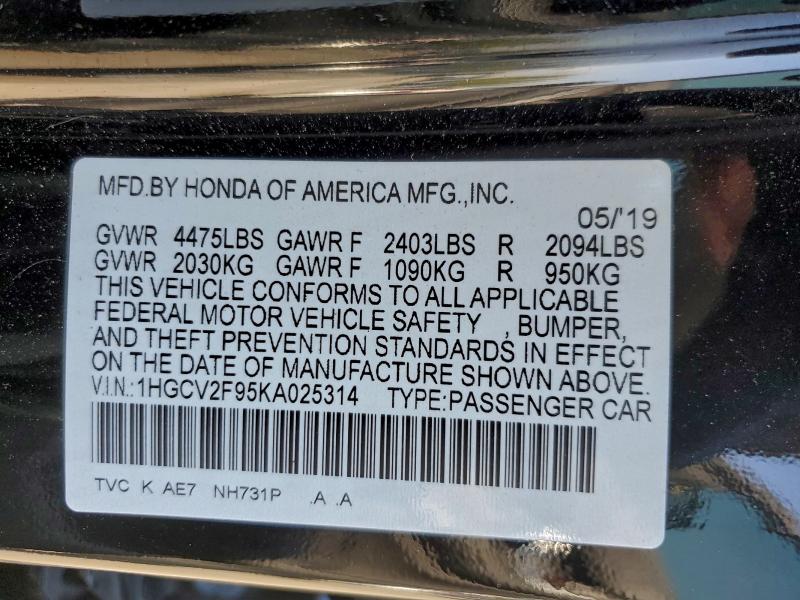 MFD.BY HONDA OF AMERICA MFG.,INC.
05/'19
GVWR 4475LBS GAWR F 2403LBS R 2094LBS
GVWR 2030KG GAWR F 1090KG R 950KG
THIS VEHICLE CONFORMS TO ALL APPLICABLE
FEDERAL MOTOR VEHICLE SAFETY , BUMPER,
AND THEFT PREVENTION STANDARDS IN EFFECT
ON THE DATE OF MANUFACTURE SHOWN ABOVE.
V.I.N.:1HGCV2F95KA025314 TYPE:PASSENGER CAR
TVC K AE7 NH731P .A .A